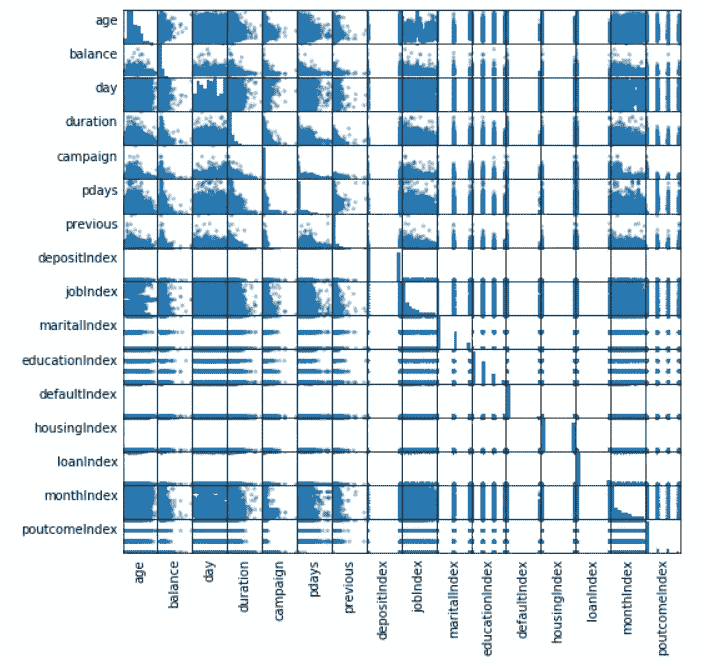 age
balance
day
duration
campaign
pdays
previous
depositIndex
jobIndex
maritalIndex
educationIndex
defaultIndex
housingIndex
loanIndex
monthIndex
poutcomeIndex
age
balance
day
duration
campaign
pdays
previous
depositIndex
jobIndex
maritalIndex
educationIndex
defaultIndex
housingIndex
loanIndex
monthIndex
poutcomeIndex